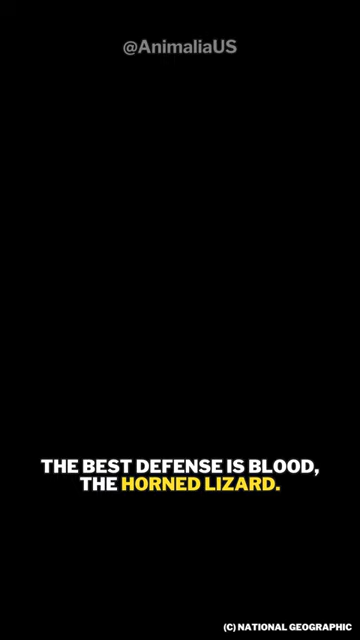 @AnimaliaUS
THE BEST DEFENSE IS BLOOD,
THE HORNED LIZARD.
(C) NATIONAL GEOGRAPHIC